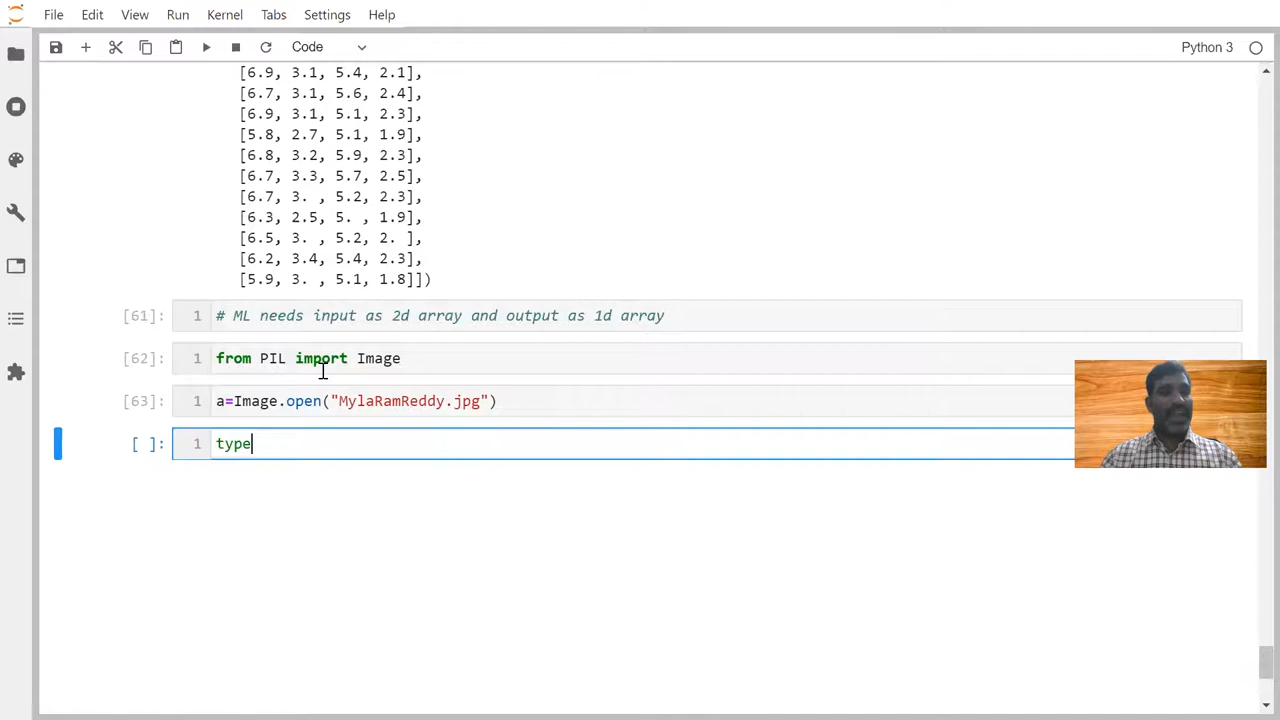 File Edit View Run Kernel Tabs Settings Help
Code Python 3
[6.9, 3.1, 5.4, 2.1],
[6.7, 3.1, 5.6, 2.4],
[6.9, 3.1, 5.1, 2.3],
[5.8, 2.7, 5.1, 1.9],
[6.8, 3.2, 5.9, 2.3],
[6.7, 3.3, 5.7, 2.5],
[6.7, 3. , 5.2, 2.3],
[6.3, 2.5, 5. , 1.9],
[6.5, 3. , 5.2, 2. ],
[6.2, 3.4, 5.4, 2.3],
[5.9, 3. , 5.1, 1.8]])
[61]: 1 # ML needs input as 2d array and output as 1d array
[62]: 1 from PIL import Image
[63]: 1 a=Image.open("MylaRamReddy.jpg")
[ ]: 1 type